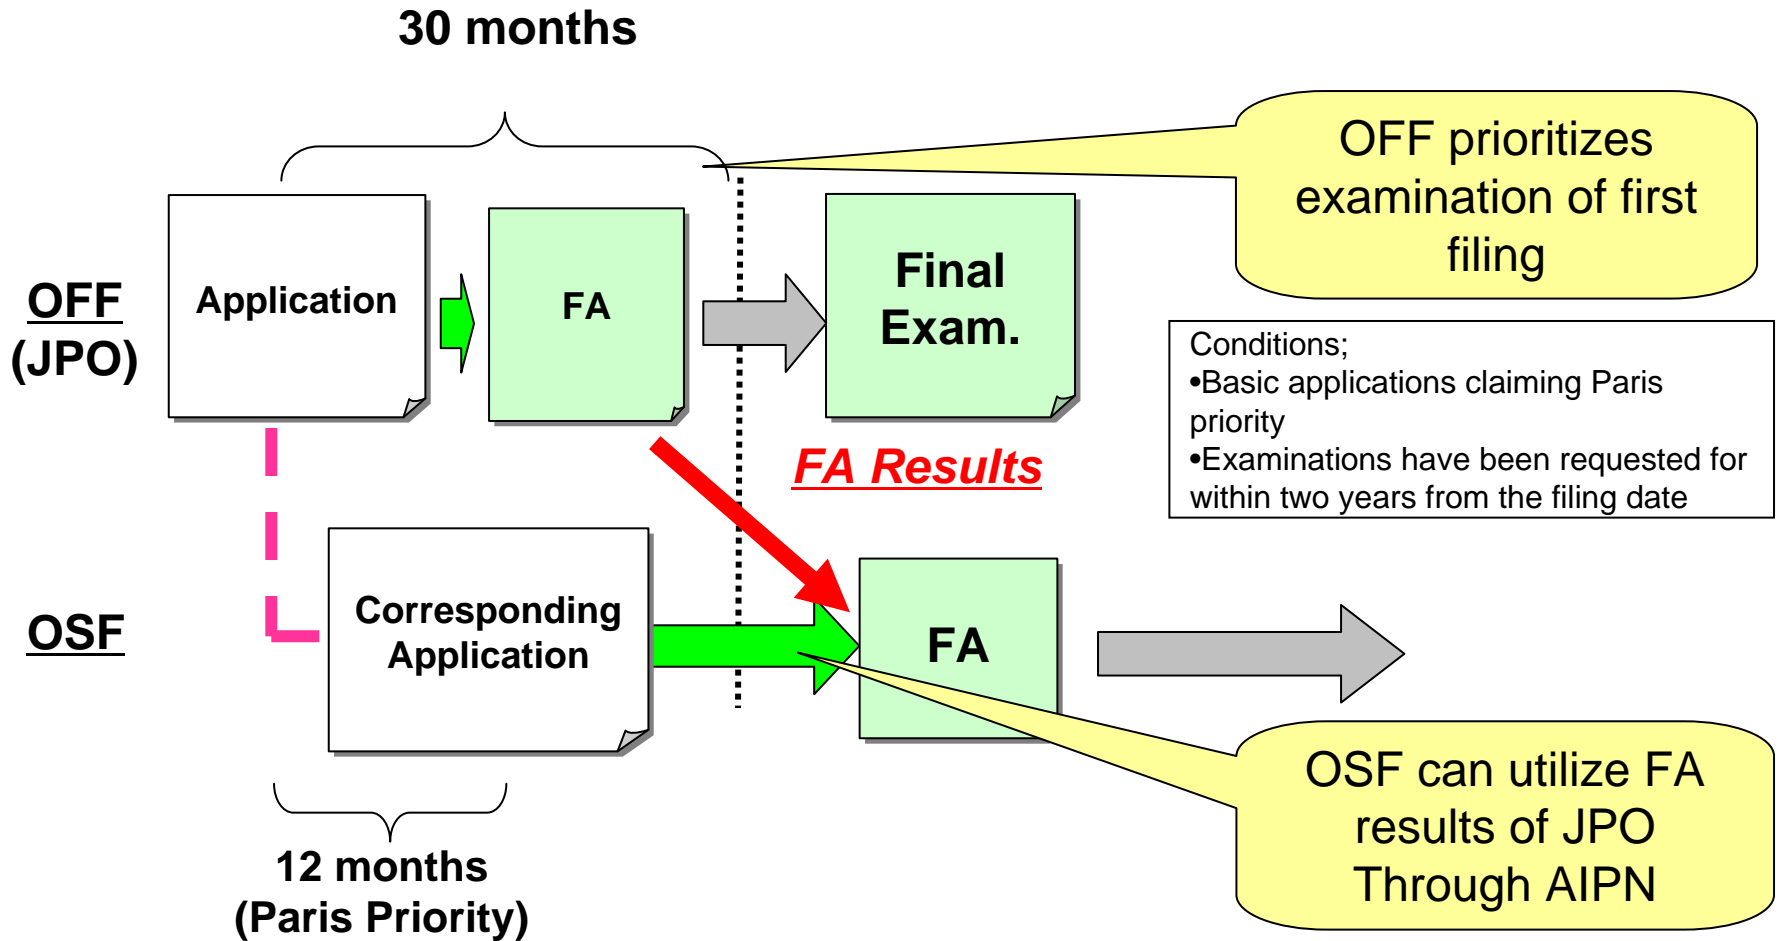 30 months
OFF prioritizes
examination of first
filing
OFF
(JPO)
Application
FA
Final
Exam.
Conditions;
•Basic applications claiming Paris
priority
•Examinations have been requested for
within two years from the filing date
FA Results
OSF
Corresponding
Application
FA
OSF can utilize FA
results of JPO
Through AIPN
12 months
(Paris Priority)